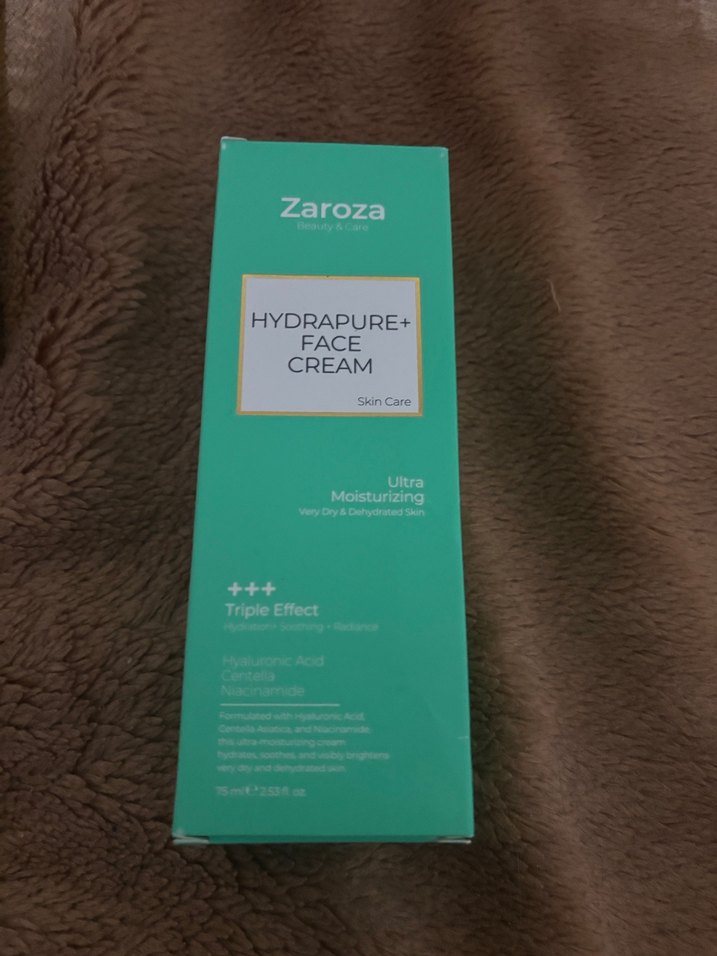 Zaroza
Beauty & Care
HYDRAPURE+
FACE
CREAM
Skin Care
Ultra
Moisturizing
Very Dry & Dehydrated Skin
+++
Triple Effect
Hydration+ Soothing + Radiance
Hyaluronic Acid
Centella
Niacinamide
Formulated with Hyaluronic Acid,
Centella Asiatica, and Niacinamide,
this ultra-moisturizing cream
hydrates, soothes, and visibly brightens
very dry and dehydrated skin.
75 ml ℮ 2.53 fl. oz